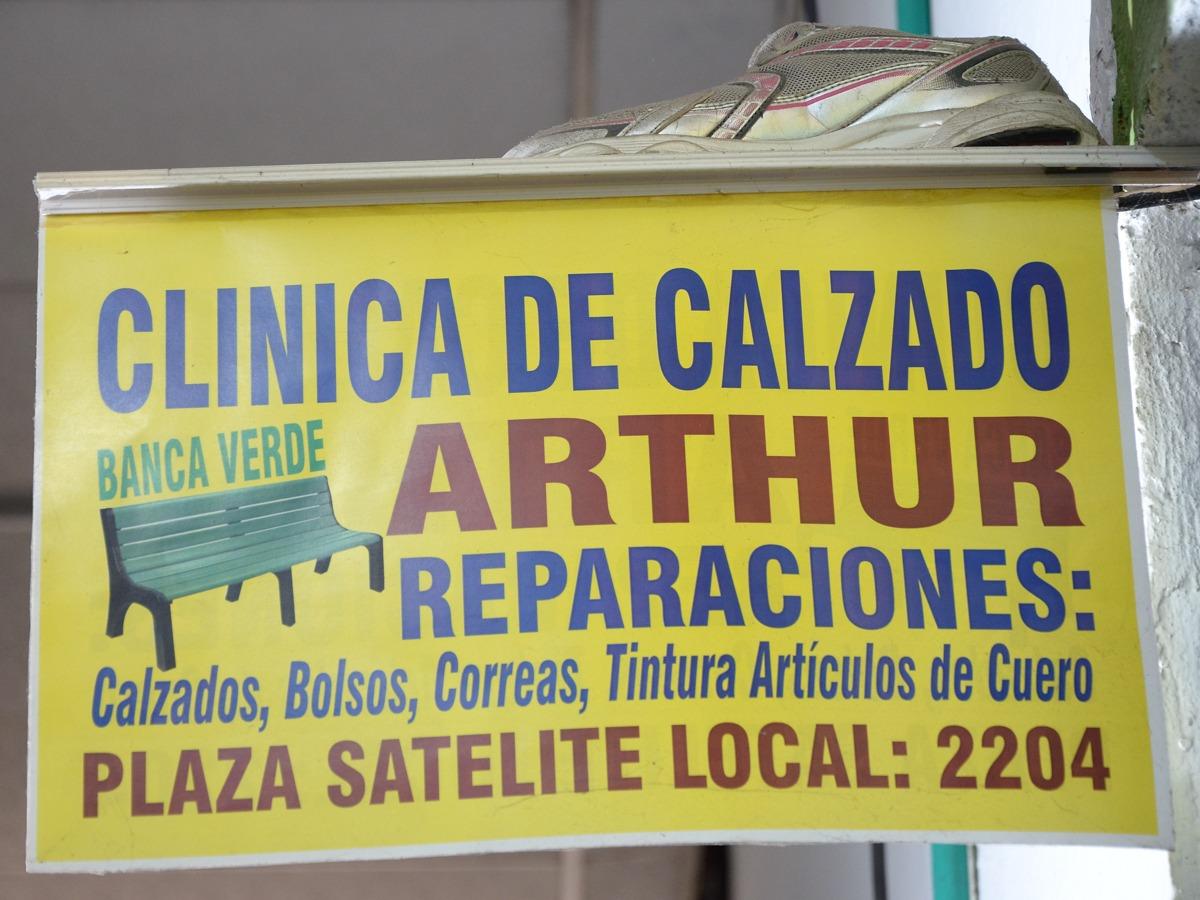 CLINICA DE CALZADO
BANCA VERDE
ARTHUR
REPARACIONES:
Calzados, Bolsos, Correas, Tintura Artículos de Cuero
PLAZA SATELITE LOCAL: 2204